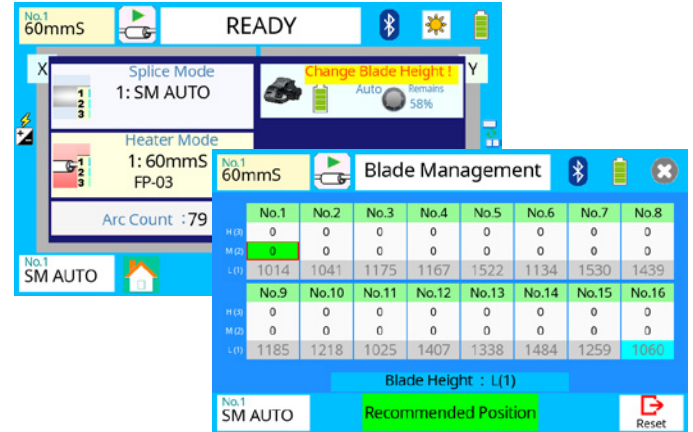 No.1
60mmS
READY
X
Y
Splice Mode
1: SM AUTO
1
2
3
Change Blade Height !
Auto
Remains
58%
Heater Mode
1: 60mmS
FP-03
1
2
3
Arc Count : 79
No.1
SM AUTO
No.1
60mmS
Blade Management
No.1 No.2 No.3 No.4 No.5 No.6 No.7 No.8
H (3) 0 0 0 0 0 0 0 0
M (2) 0 0 0 0 0 0 0 0
L (1) 1014 1041 1175 1167 1522 1134 1530 1439
No.9 No.10 No.11 No.12 No.13 No.14 No.15 No.16
H (3) 0 0 0 0 0 0 0 0
M (2) 0 0 0 0 0 0 0 0
L (1) 1185 1218 1025 1407 1338 1484 1259 1060
Blade Height : L(1)
No.1
SM AUTO
Recommended Position
Reset